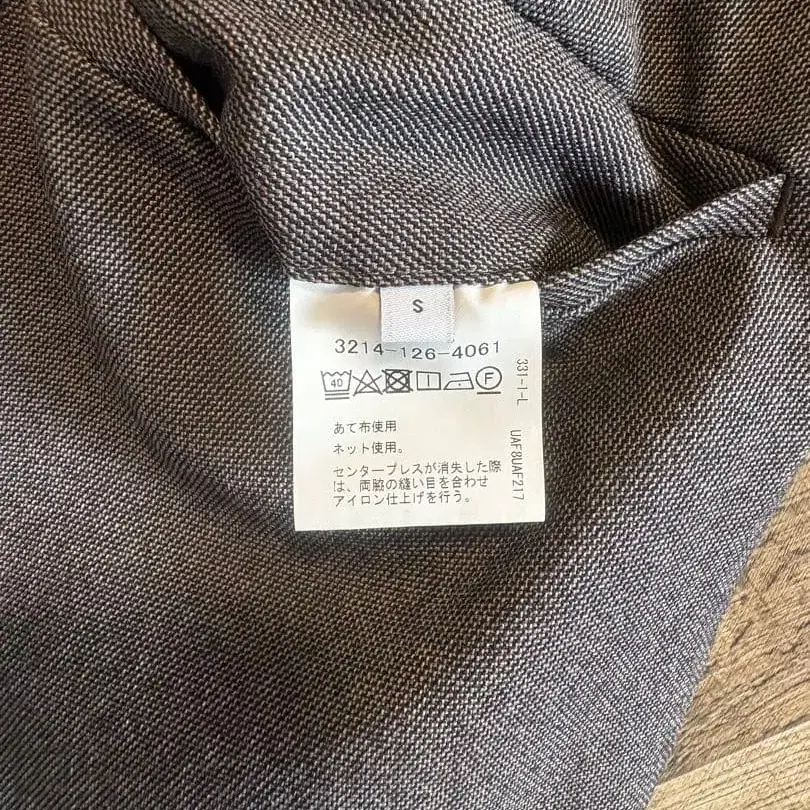 S
3214-126-4061
40 F
あて布使用
ネット使用。
センタープレスが消失した際
は、両脇の縫い目を合わせ
アイロン仕上げを行う。
331-1-L UAF8UAF217